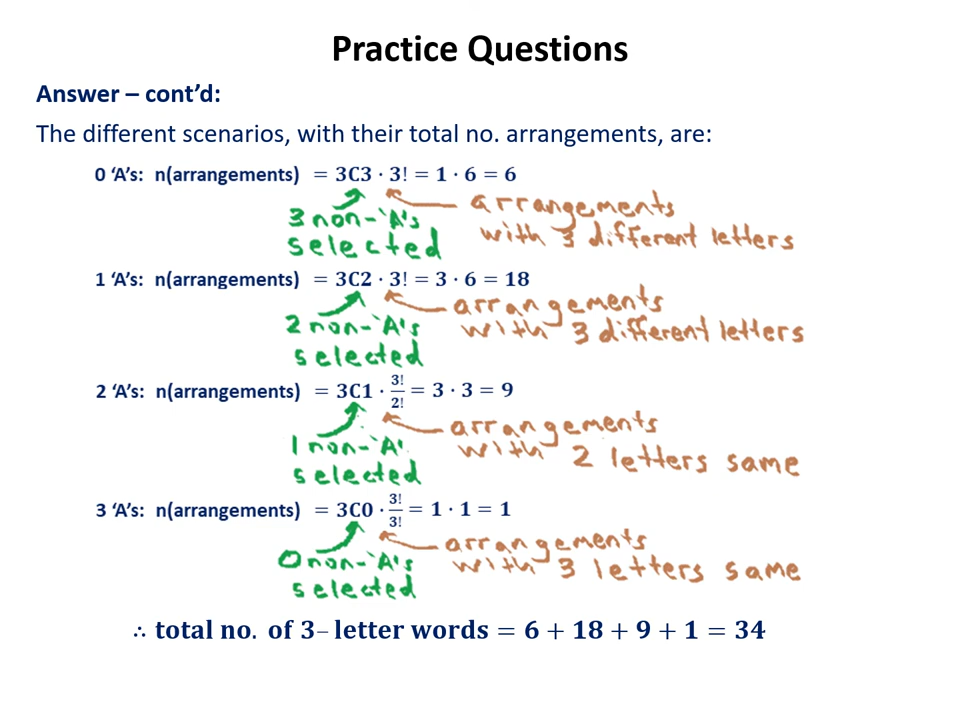 Practice Questions
Answer – cont’d:
The different scenarios, with their total no. arrangements, are:
0 ‘A’s: n(arrangements) = 3C3 · 3! = 1 · 6 = 6
3 non-‘A’s selected
arrangements with 3 different letters
1 ‘A’s: n(arrangements) = 3C2 · 3! = 3 · 6 = 18
2 non-‘A’s selected
arrangements with 3 different letters
2 ‘A’s: n(arrangements) = 3C1 · 3!/2! = 3 · 3 = 9
1 non-‘A’ selected
arrangements with 2 letters same
3 ‘A’s: n(arrangements) = 3C0 · 3!/3! = 1 · 1 = 1
0 non-‘A’s selected
arrangements with 3 letters same
∴ total no. of 3– letter words = 6 + 18 + 9 + 1 = 34